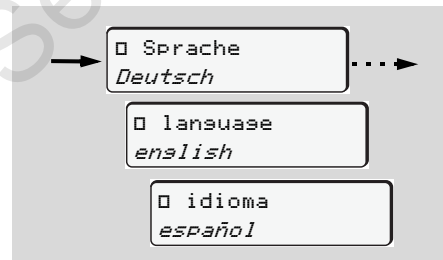 □ Sprache
Deutsch
□ language
english
□ idioma
español